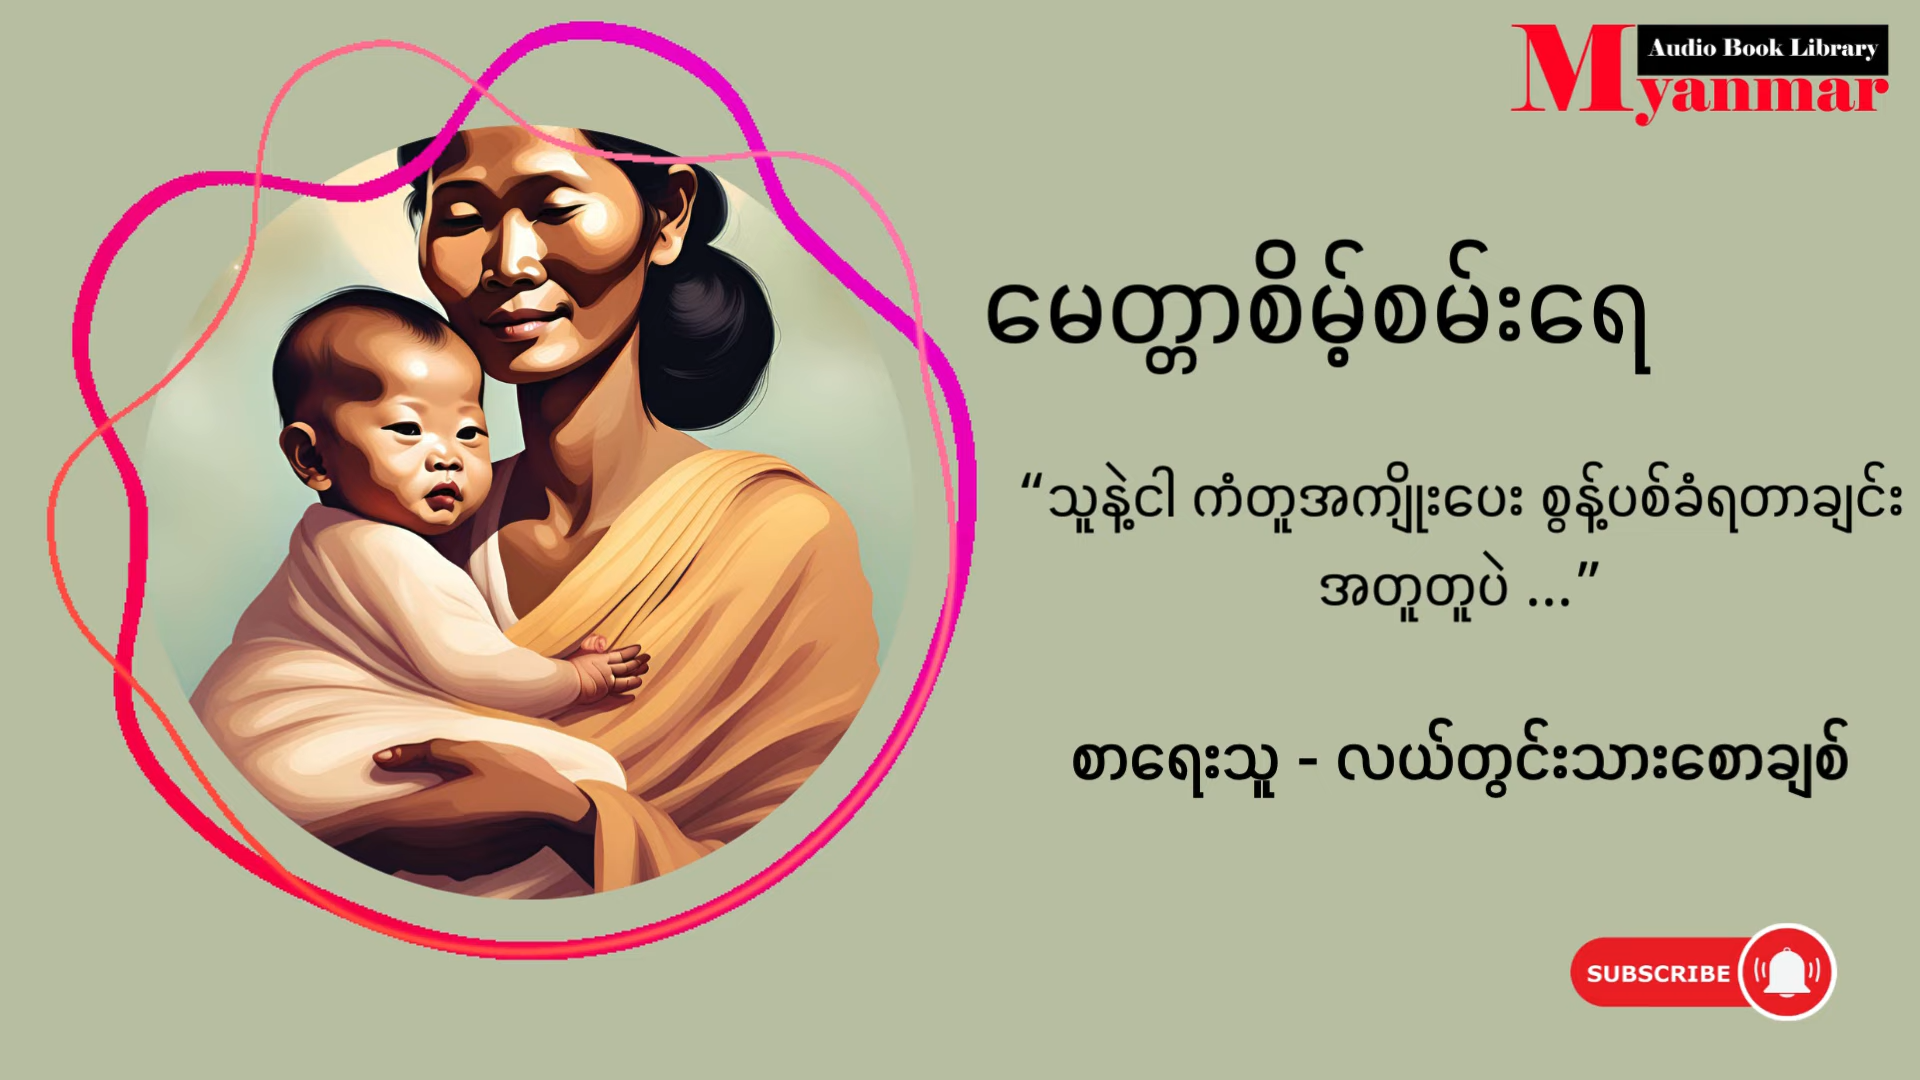 Audio Book Library
Myanmar
မေတ္တာစိမ့်စမ်းရေ
“သူနဲ့ငါ ကံတူအကျိုးပေး စွန့်ပစ်ခံရတာချင်း
အတူတူပဲ ...”
စာရေးသူ - လယ်တွင်းသားစောချစ်
SUBSCRIBE